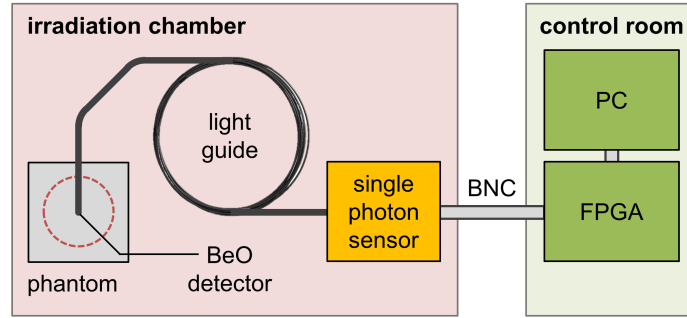 irradiation chamber
light
guide
single
photon
sensor
BeO
detector
phantom
BNC
control room
PC
FPGA